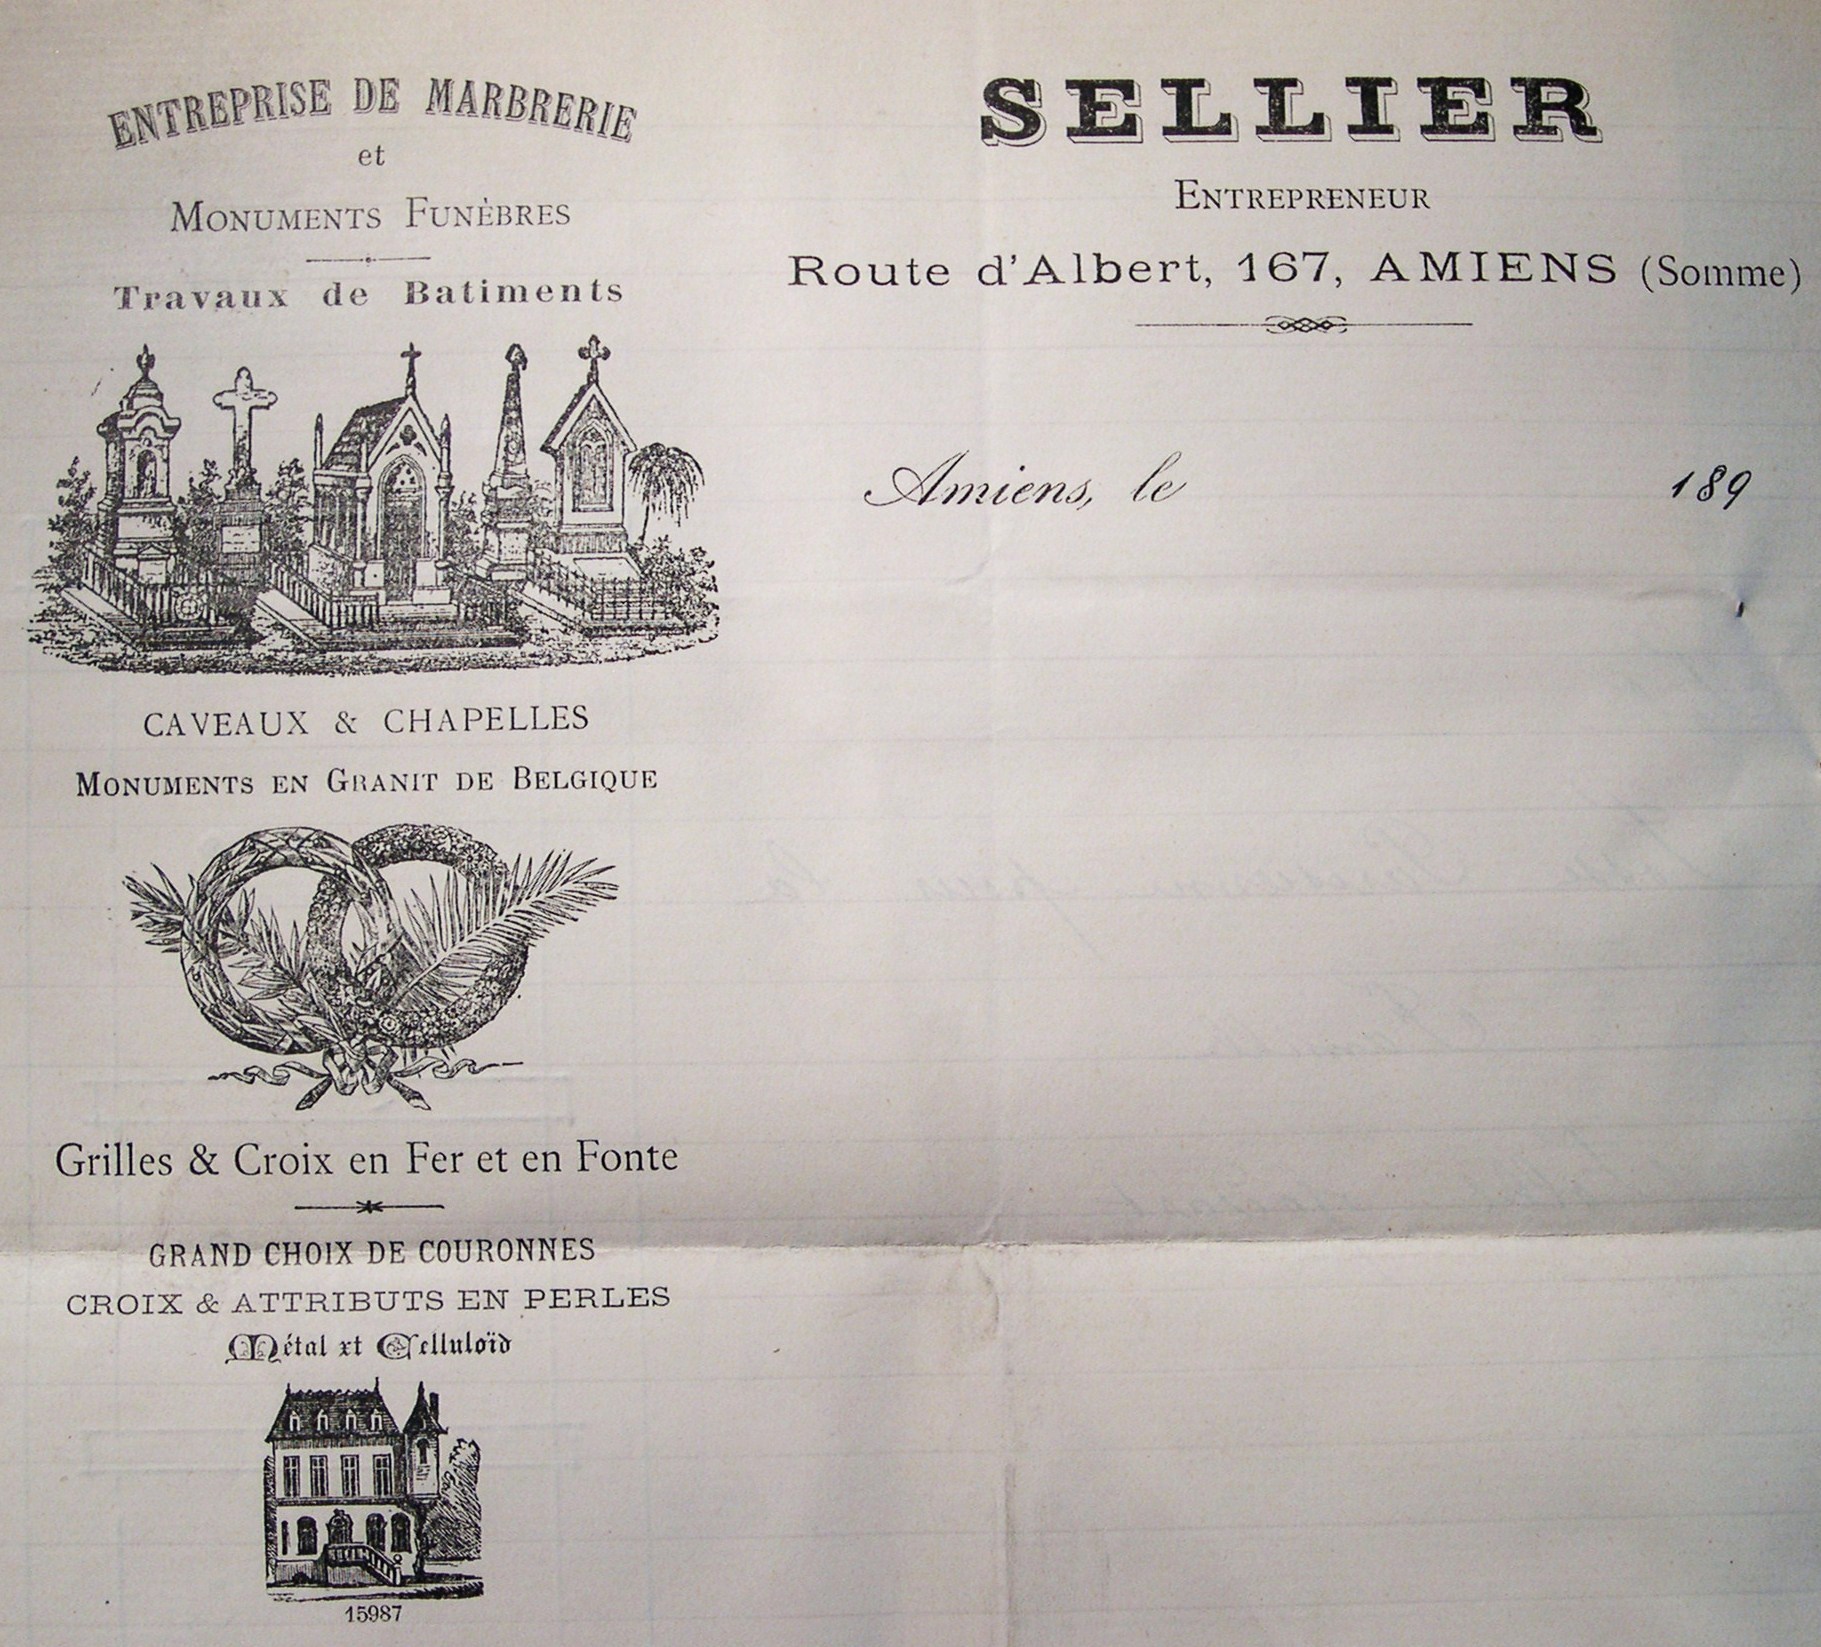 ENTREPRISE DE MARBRERIE
et
MONUMENTS FUNÈBRES
Travaux de Batiments
CAVEAUX & CHAPELLES
MONUMENTS EN GRANIT DE BELGIQUE
Grilles & Croix en Fer et en Fonte
GRAND CHOIX DE COURONNES
CROIX & ATTRIBUTS EN PERLES
Métal et Celluloïd
15987
SELLIER
ENTREPRENEUR
Route d'Albert, 167, AMIENS (Somme)
Amiens, le 189